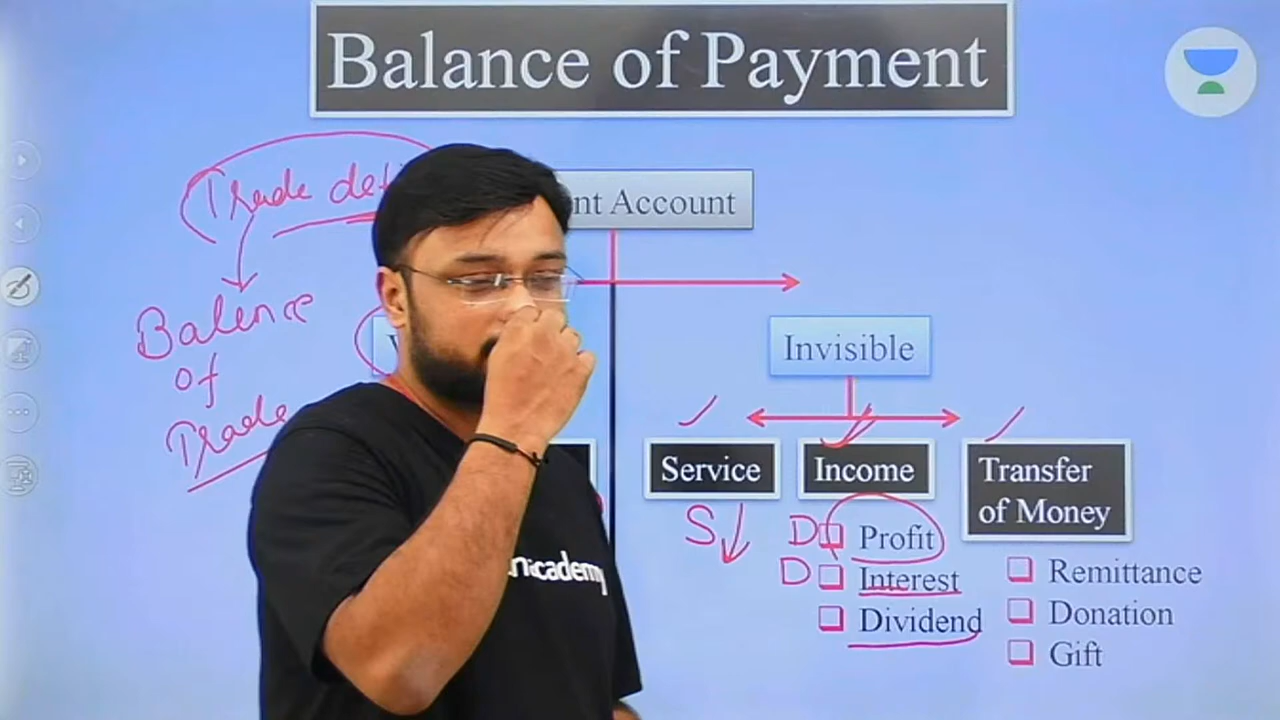 Balance of Payment
Trade def
nt Account
Balance
of
Trade
Invisible
Service
Income
Transfer
of Money
S
D
Profit
D
Interest
Dividend
Remittance
Donation
Gift
nacademy